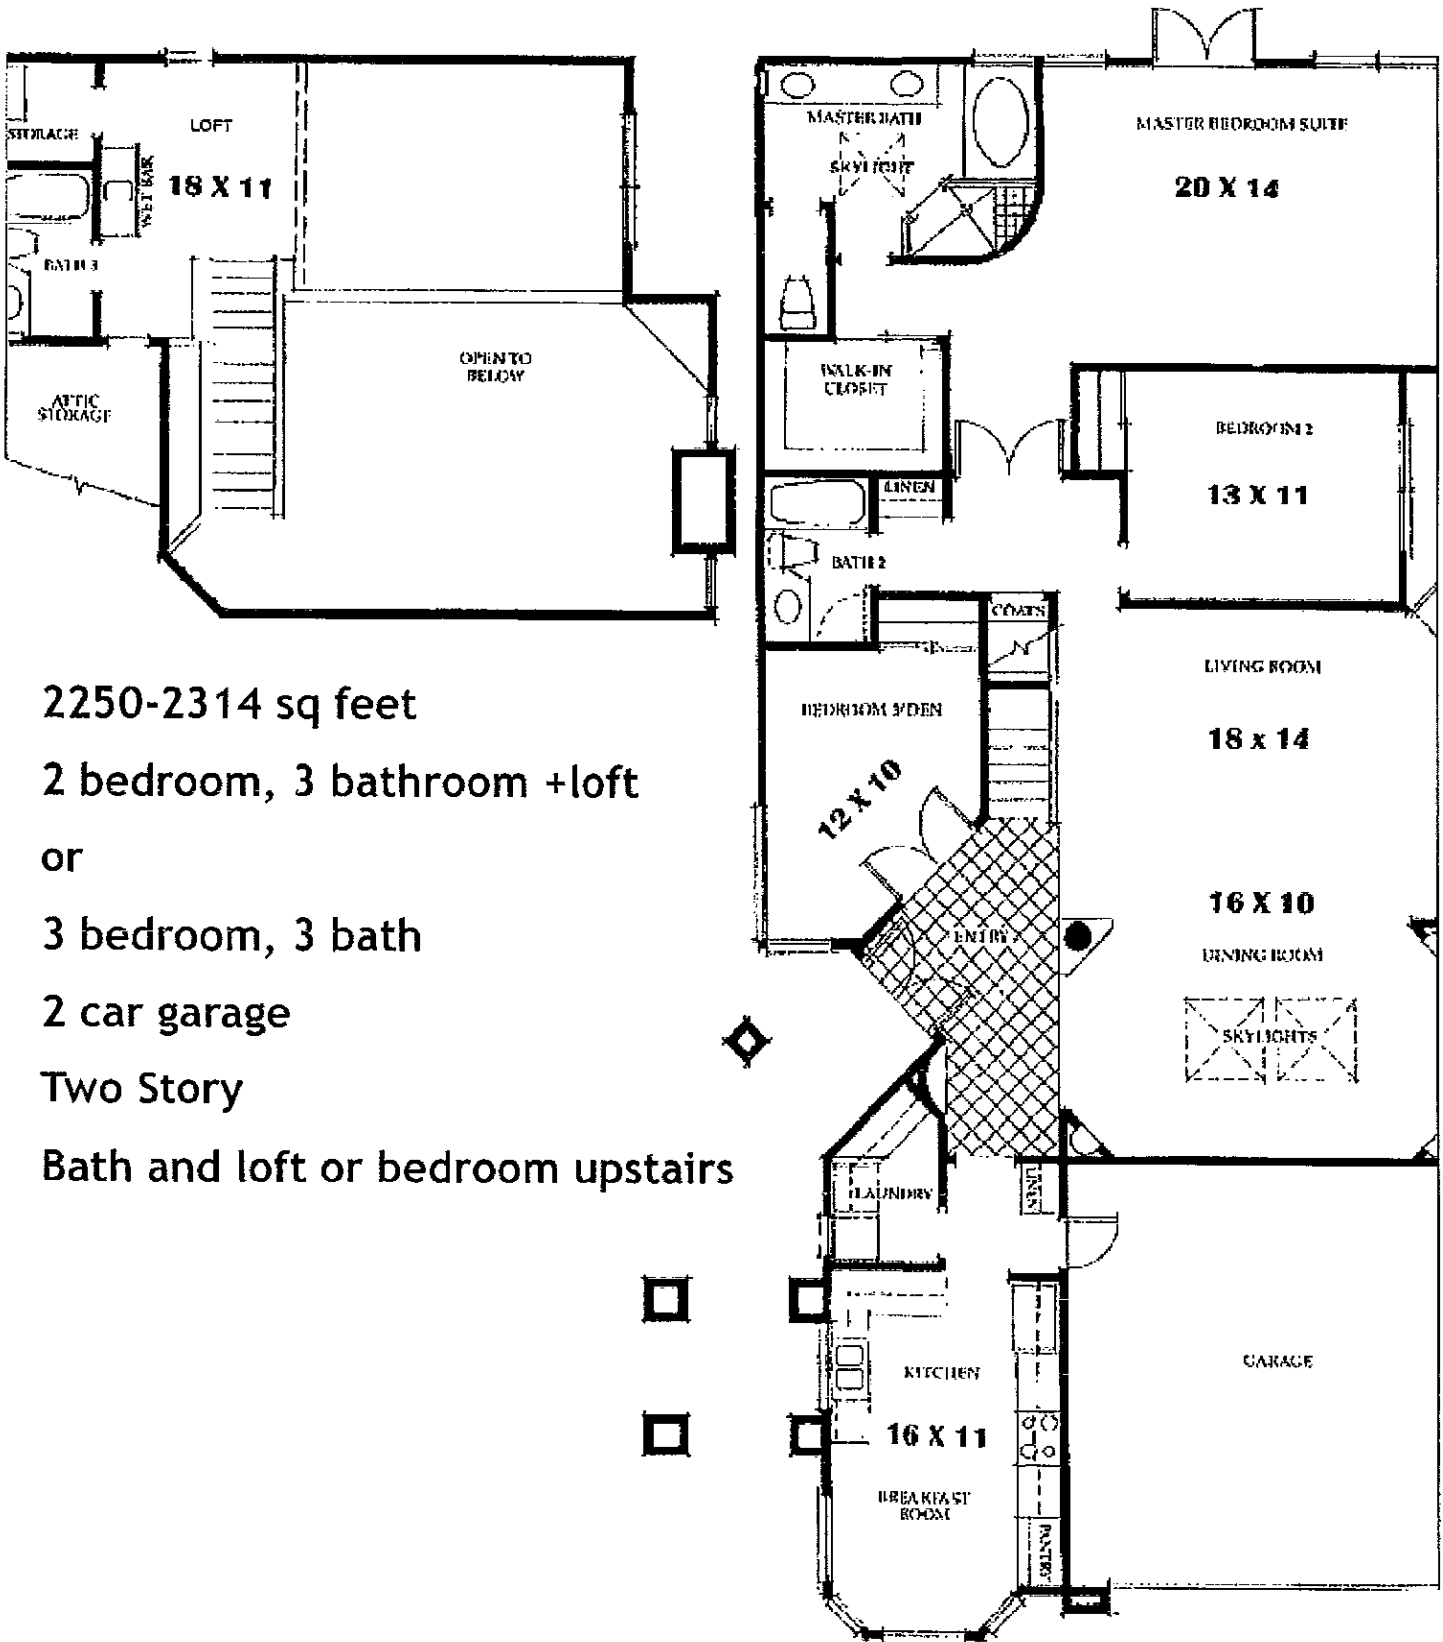 STORAGE
LOFT
18 X 11
WET BAR
BATH 3
ATTIC
STORAGE
OPEN TO
BELOW
2250-2314 sq feet
2 bedroom, 3 bathroom +loft
or
3 bedroom, 3 bath
2 car garage
Two Story
Bath and loft or bedroom upstairs
MASTER BATH
SKYLIGHT
MASTER BEDROOM SUITE
20 X 14
WALK-IN
CLOSET
BEDROOM 2
13 X 11
LINEN
BATH 2
COATS
LIVING ROOM
18 x 14
BEDROOM 3/DEN
12 X 10
16 X 10
DINING ROOM
ENTRY
SKYLIGHTS
LAUNDRY
LINEN
KITCHEN
16 X 11
BREAKFAST
ROOM
PANTRY
GARAGE